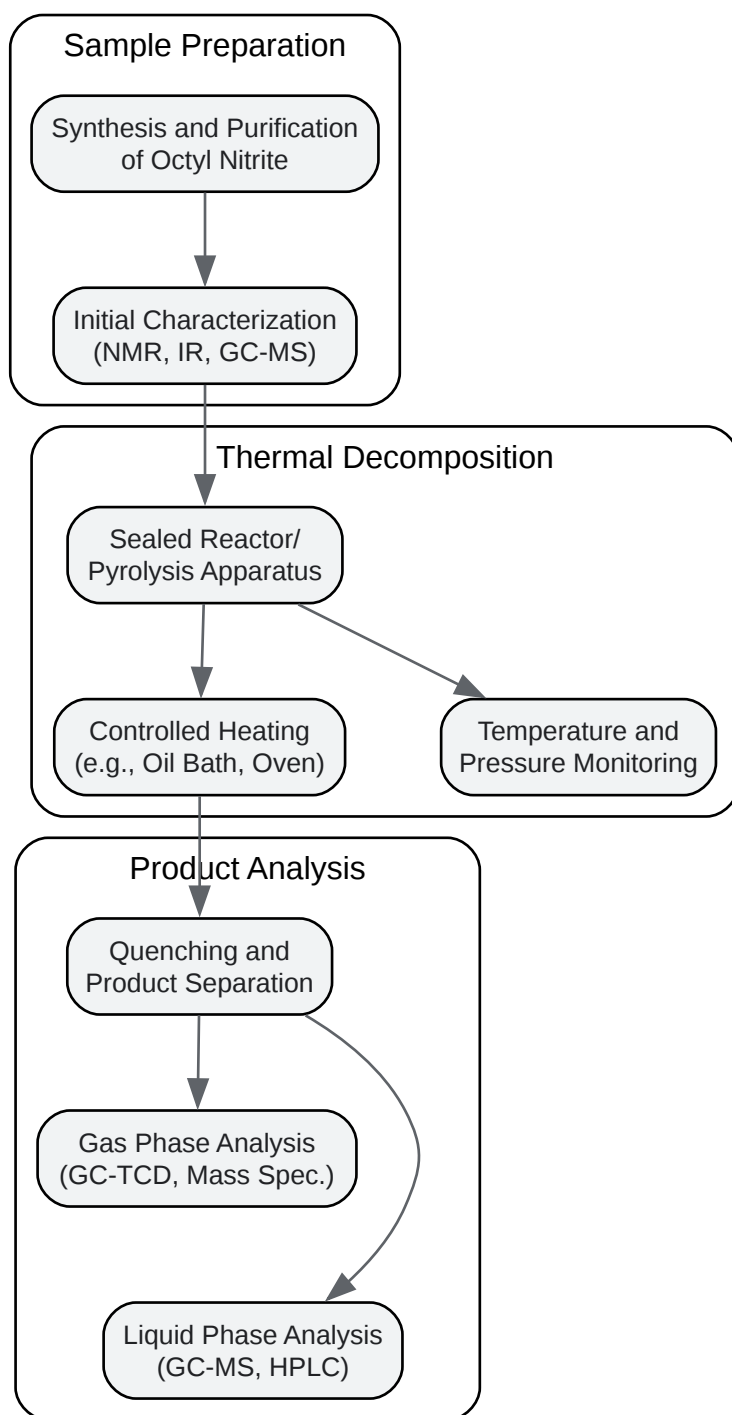 Sample Preparation
Synthesis and Purification
of Octyl Nitrite
Initial Characterization
(NMR, IR, GC-MS)
Thermal Decomposition
Sealed Reactor/
Pyrolysis Apparatus
Controlled Heating
(e.g., Oil Bath, Oven)
Temperature and
Pressure Monitoring
Product Analysis
Quenching and
Product Separation
Gas Phase Analysis
(GC-TCD, Mass Spec.)
Liquid Phase Analysis
(GC-MS, HPLC)